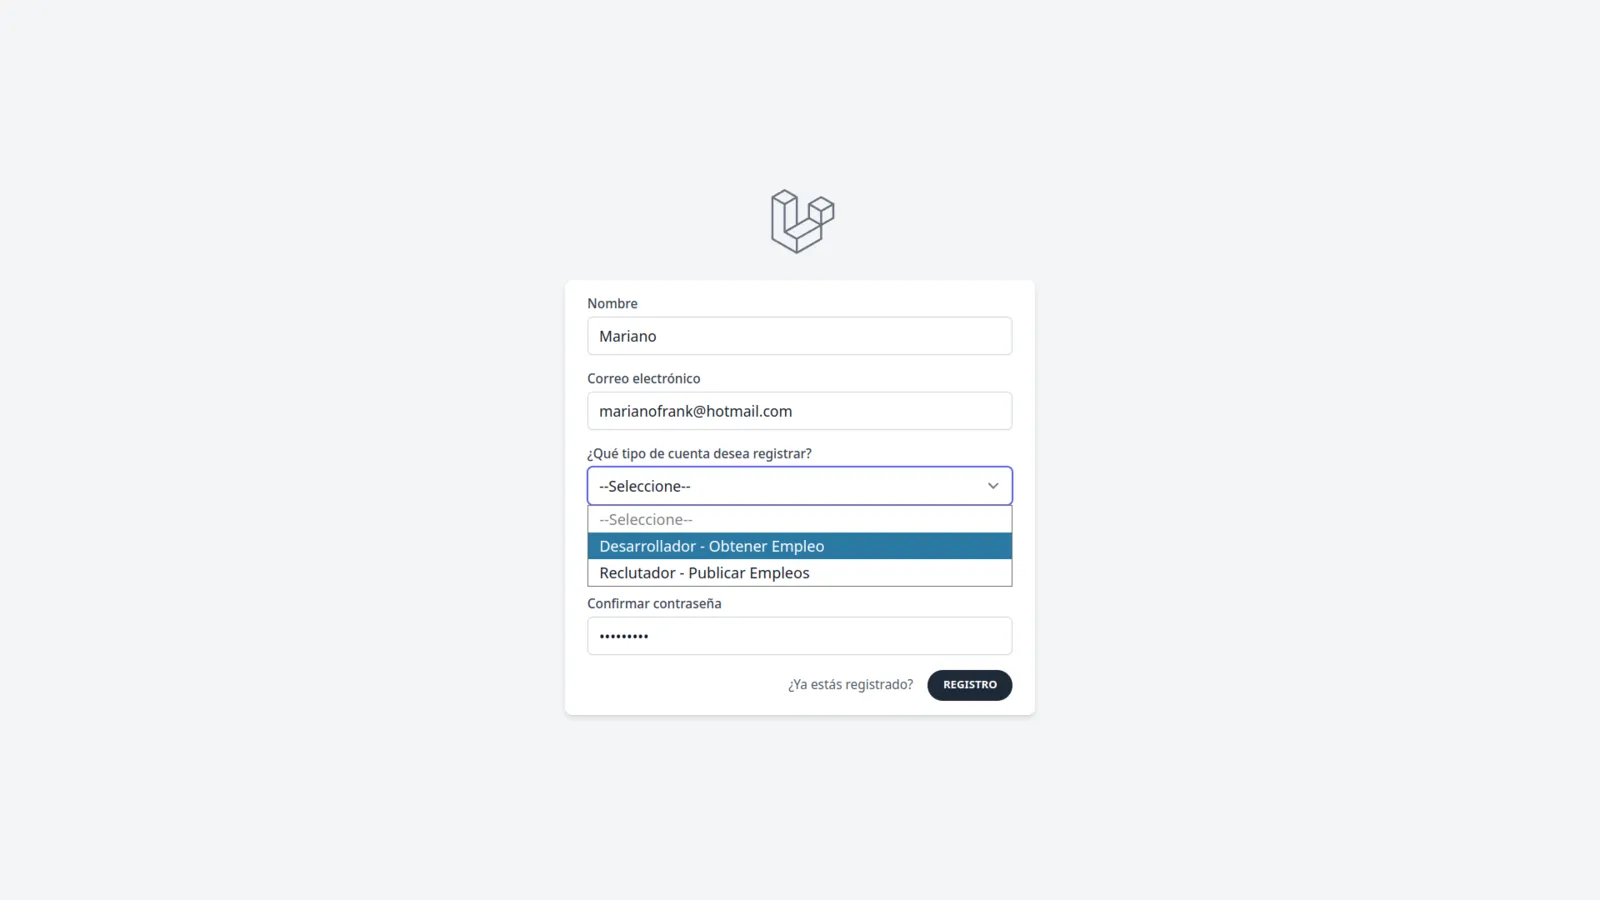 Nombre
Mariano
Correo electrónico
marianofrank@hotmail.com
¿Qué tipo de cuenta desea registrar?
--Seleccione--
--Seleccione--
Desarrollador - Obtener Empleo
Reclutador - Publicar Empleos
Confirmar contraseña
•••••••••
¿Ya estás registrado?
REGISTRO